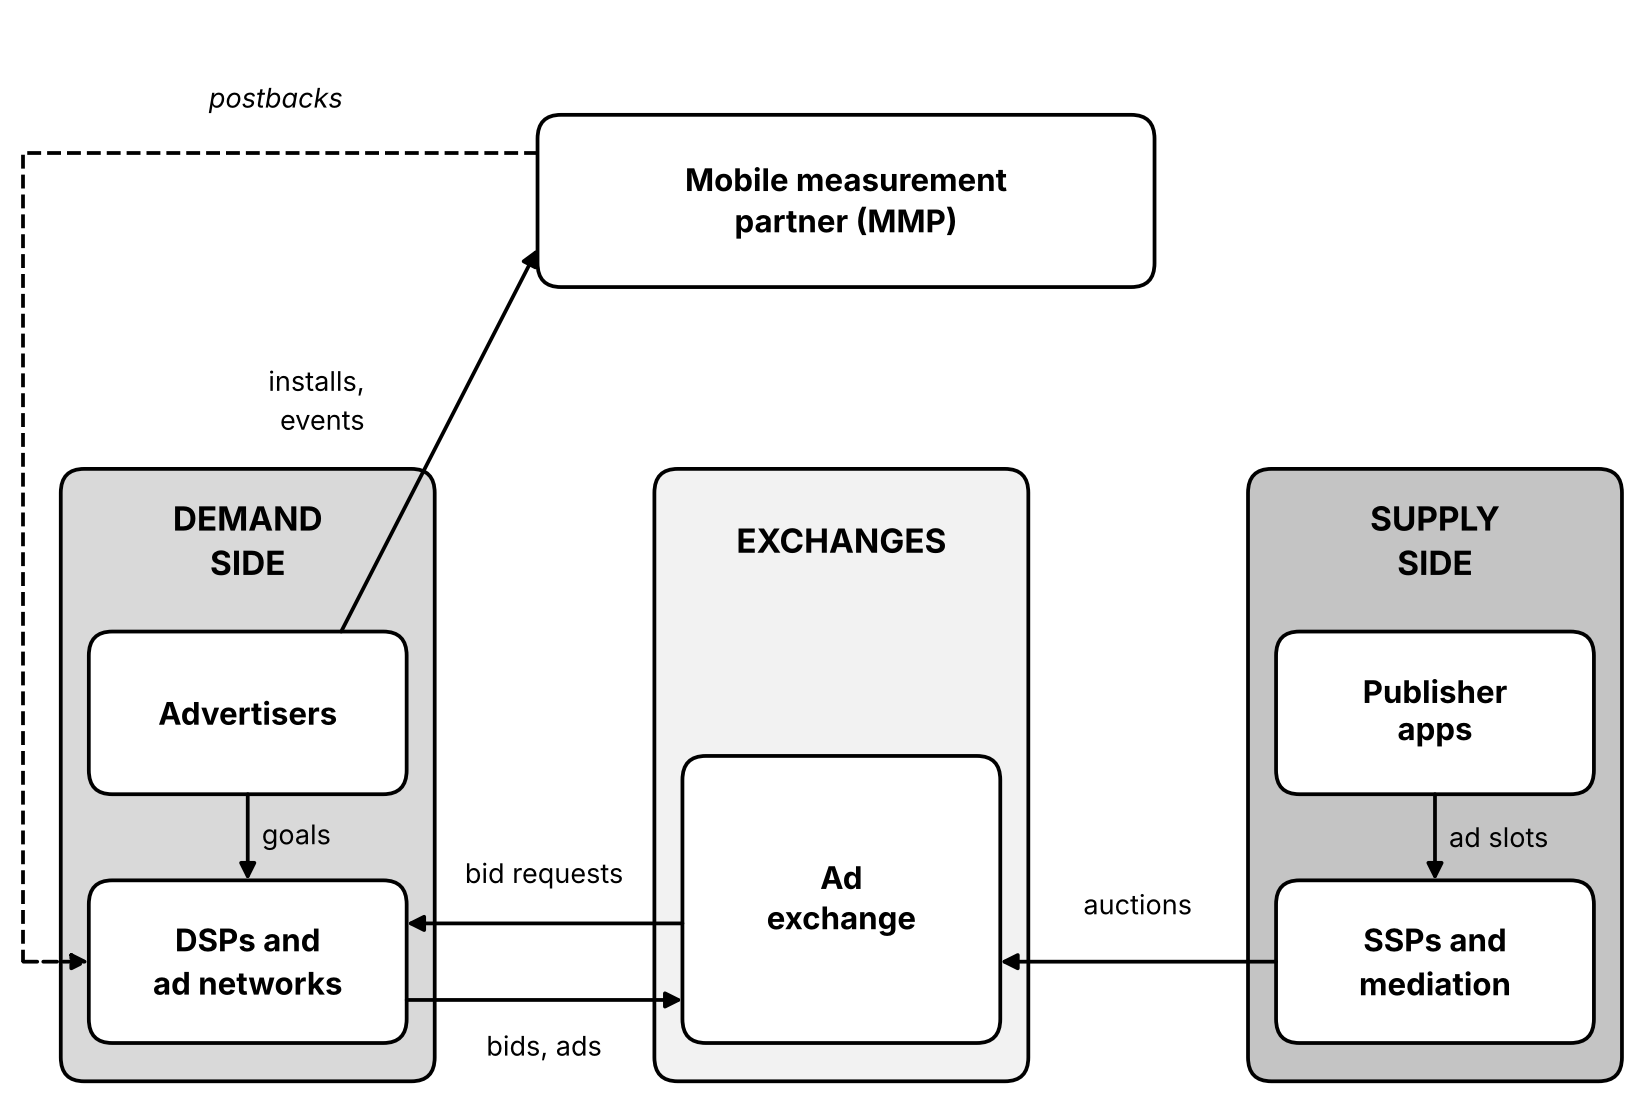 postbacks
Mobile measurement
partner (MMP)
installs,
events
DEMAND
SIDE
EXCHANGES
SUPPLY
SIDE
Advertisers
Publisher
apps
goals
ad slots
bid requests
Ad
exchange
auctions
DSPs and
ad networks
SSPs and
mediation
bids, ads